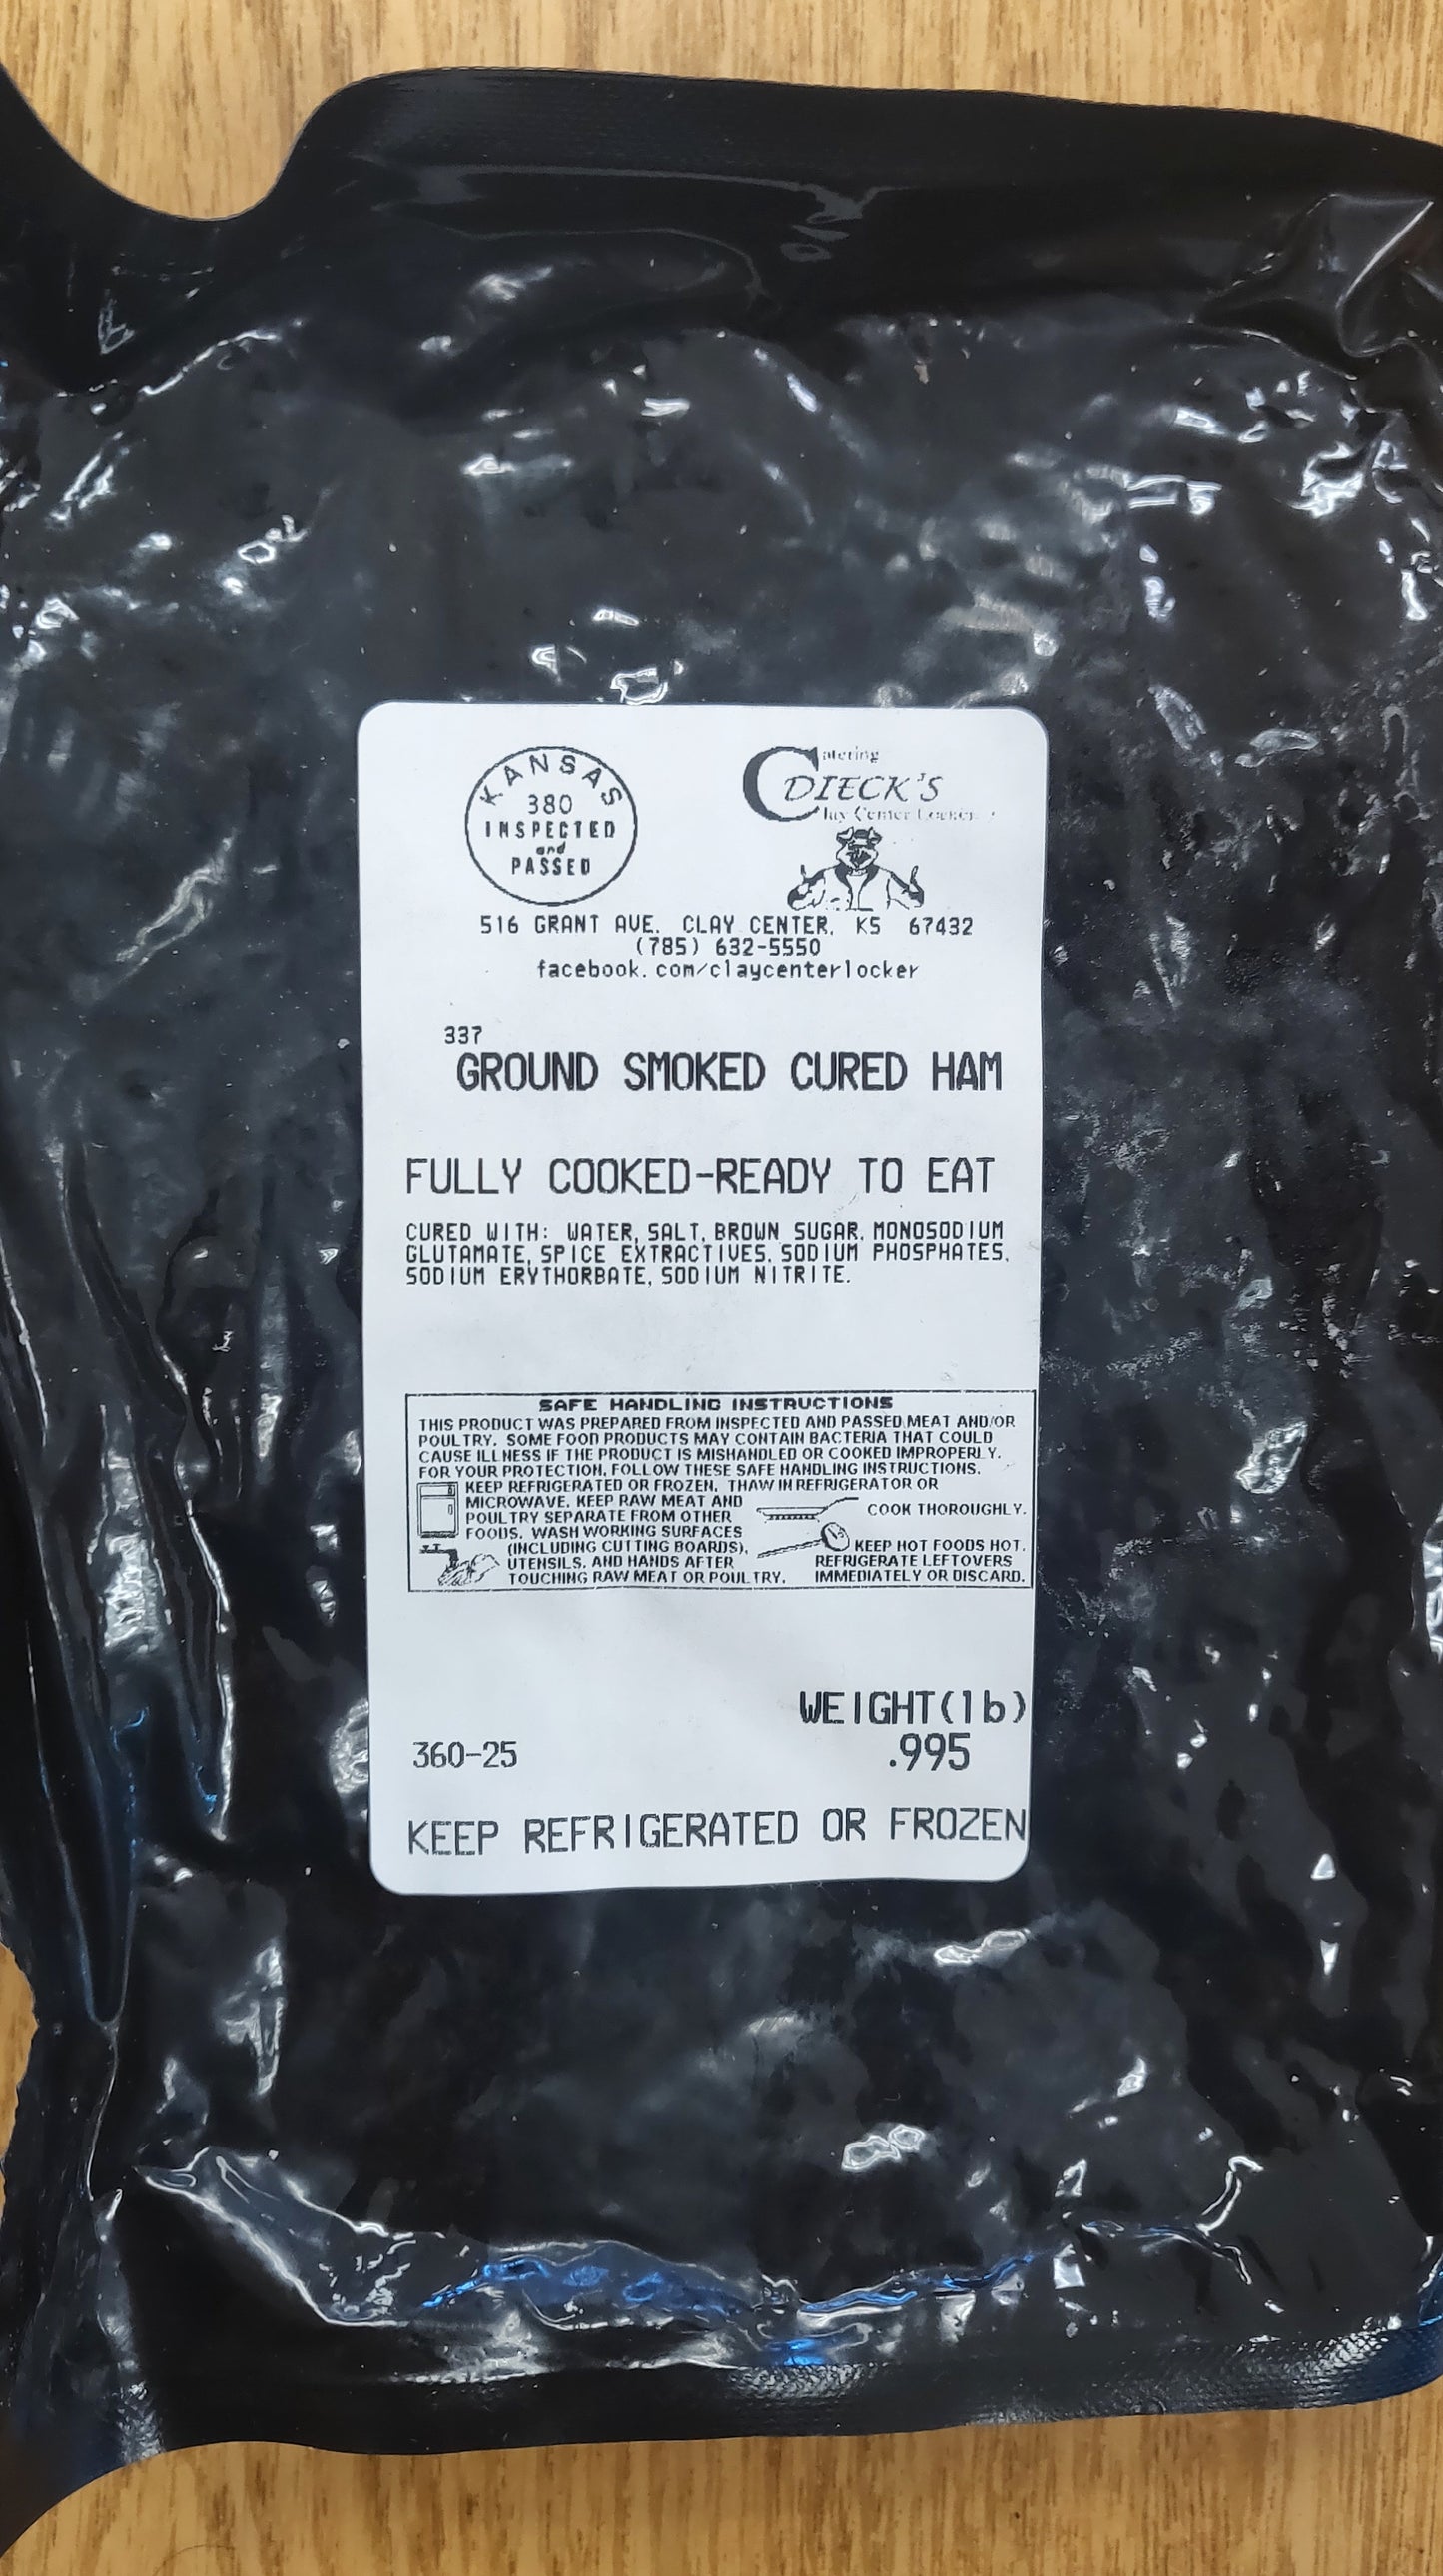 KANSAS
380
INSPECTED
and
PASSED
Catering
DIECK'S
Clay Center Locker
516 GRANT AVE. CLAY CENTER, KS 67432
(785) 632-5550
facebook.com/claycenterlocker
337
GROUND SMOKED CURED HAM
FULLY COOKED-READY TO EAT
CURED WITH: WATER, SALT, BROWN SUGAR, MONOSODIUM
GLUTAMATE, SPICE EXTRACTIVES, SODIUM PHOSPHATES,
SODIUM ERYTHORBATE, SODIUM NITRITE.
SAFE HANDLING INSTRUCTIONS
THIS PRODUCT WAS PREPARED FROM INSPECTED AND PASSED MEAT AND/OR
POULTRY. SOME FOOD PRODUCTS MAY CONTAIN BACTERIA THAT COULD
CAUSE ILLNESS IF THE PRODUCT IS MISHANDLED OR COOKED IMPROPERLY.
FOR YOUR PROTECTION, FOLLOW THESE SAFE HANDLING INSTRUCTIONS.
KEEP REFRIGERATED OR FROZEN. THAW IN REFRIGERATOR OR
MICROWAVE. KEEP RAW MEAT AND
POULTRY SEPARATE FROM OTHER
FOODS. WASH WORKING SURFACES
(INCLUDING CUTTING BOARDS),
UTENSILS, AND HANDS AFTER
TOUCHING RAW MEAT OR POULTRY.
COOK THOROUGHLY.
KEEP HOT FOODS HOT.
REFRIGERATE LEFTOVERS
IMMEDIATELY OR DISCARD.
WEIGHT(lb)
360-25
.995
KEEP REFRIGERATED OR FROZEN